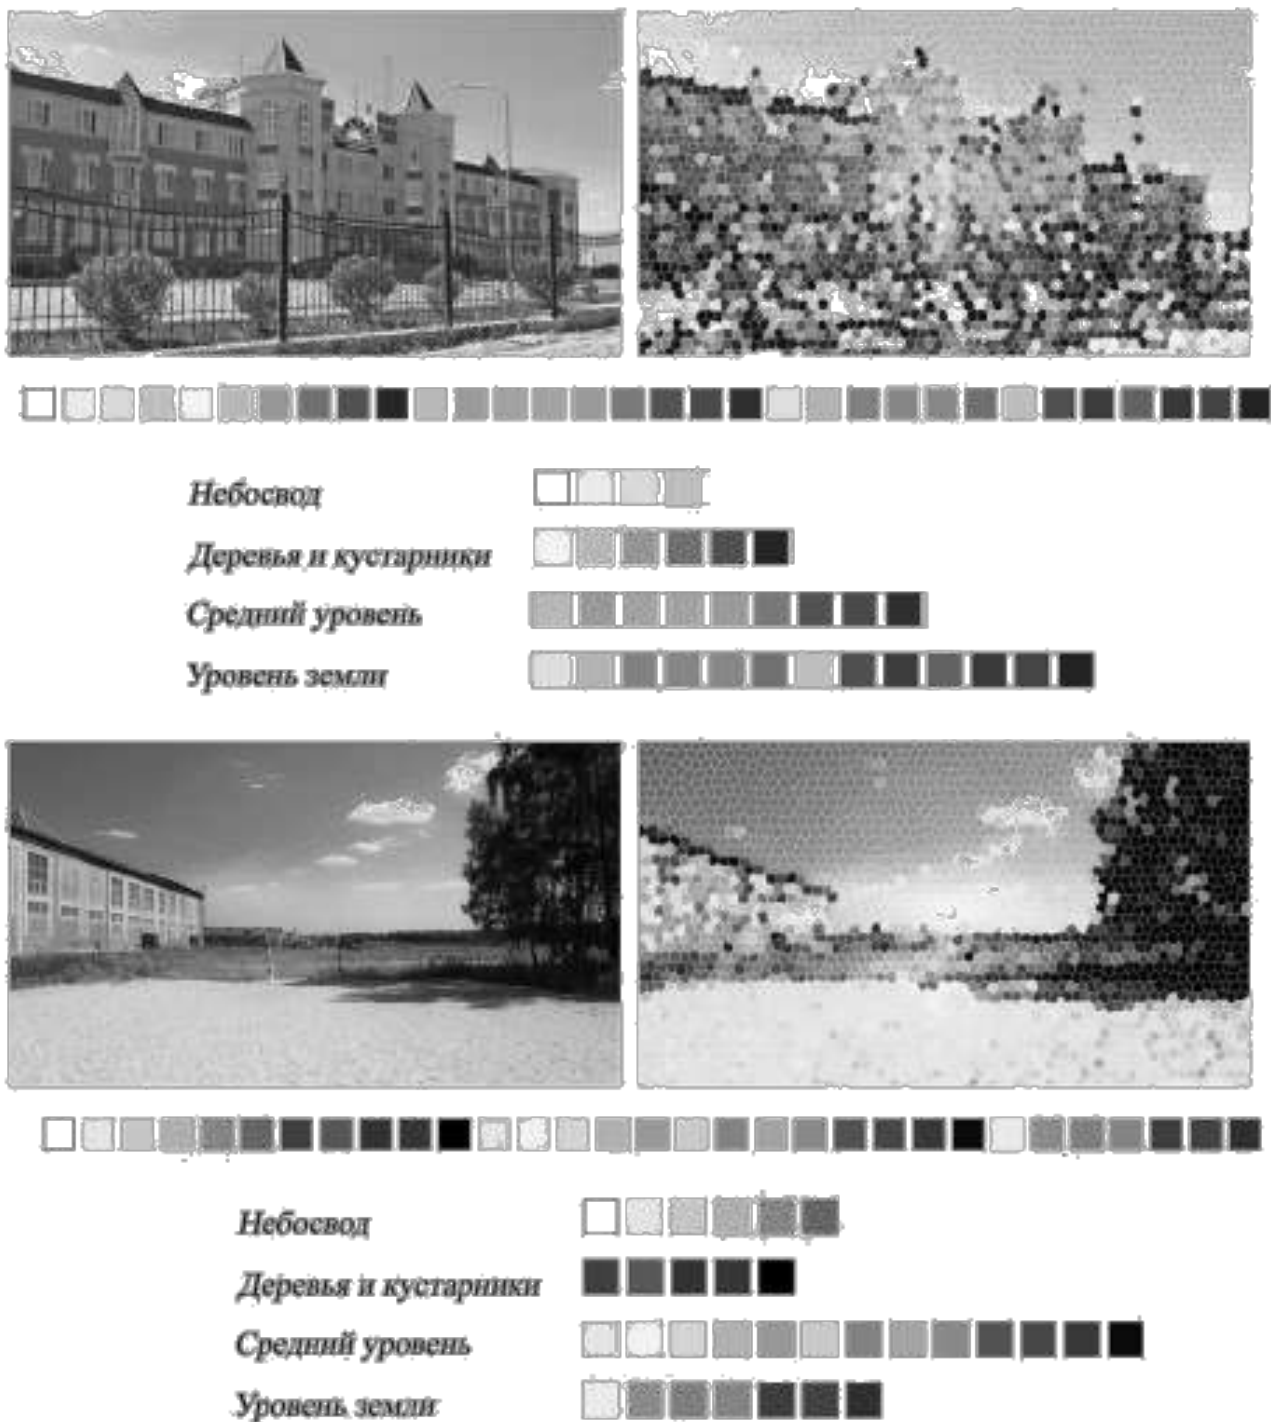 Небосвод
Деревья и кустарники
Средний уровень
Уровень земли
Небосвод
Деревья и кустарники
Средний уровень
Уровень земли